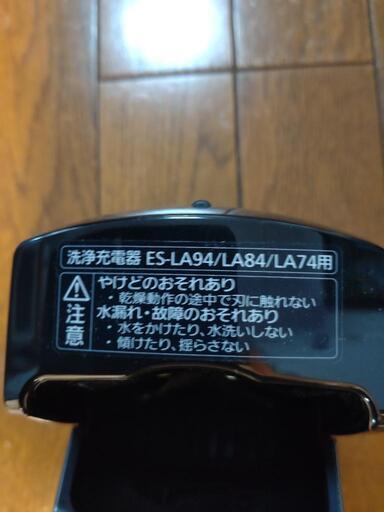 洗浄充電器 ES-LA94/LA84/LA74用
注意
やけどのおそれあり
・乾燥動作の途中で刃に触れない
水漏れ・故障のおそれあり
・水をかけたり、水洗いしない
・傾けたり、揺らさない